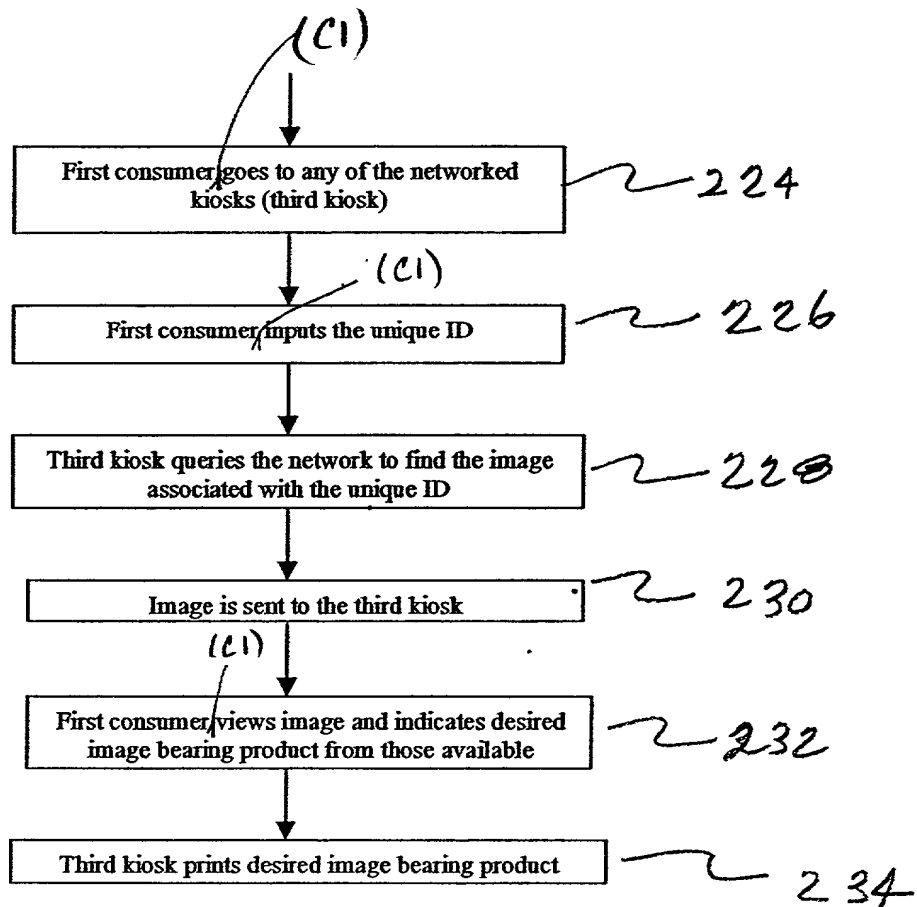 (C1)
First consumer goes to any of the networked
kiosks (third kiosk)
224
(C1)
First consumer inputs the unique ID
226
Third kiosk queries the network to find the image
associated with the unique ID
228
Image is sent to the third kiosk
230
(C1)
First consumer views image and indicates desired
image bearing product from those available
232
Third kiosk prints desired image bearing product
234